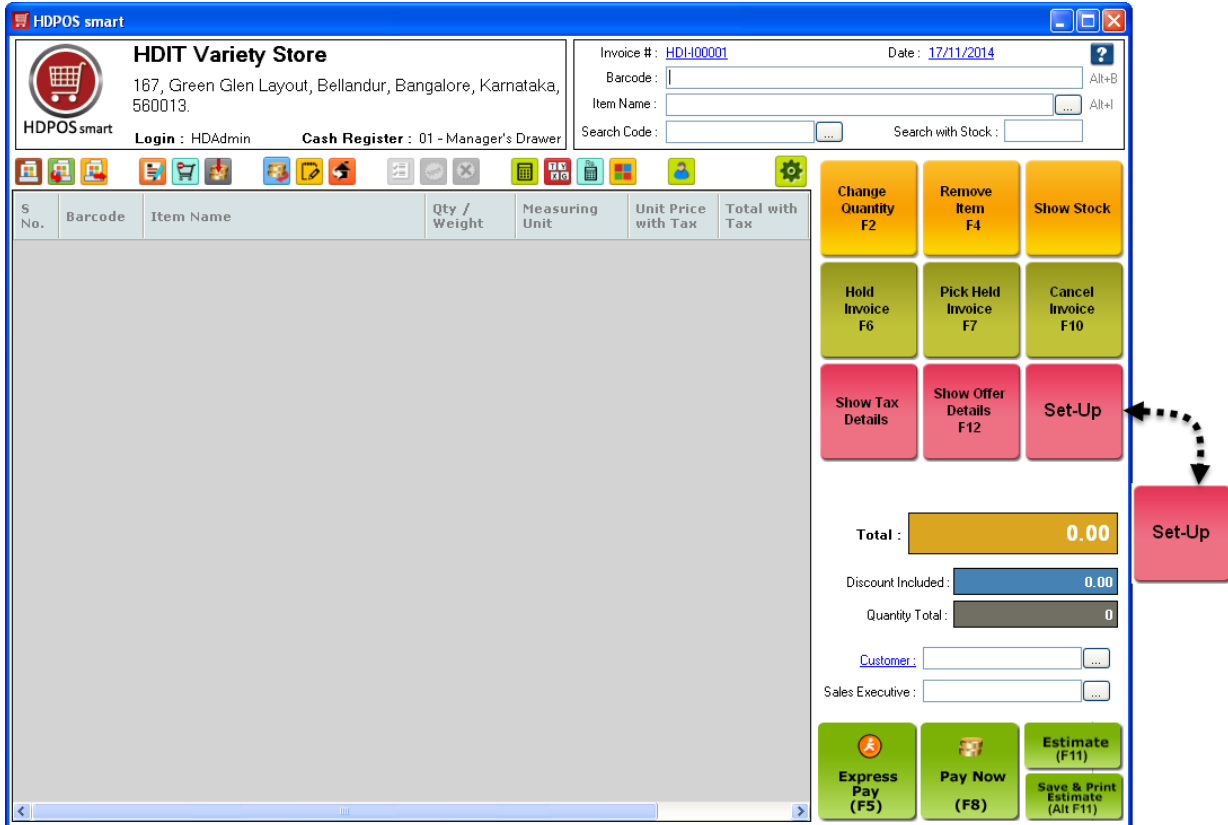 HDPOS smart
HDPOS smart
HDIT Variety Store
167, Green Glen Layout, Bellandur, Bangalore, Karnataka,
560013.
Login : HDAdmin Cash Register : 01 - Manager's Drawer
Invoice # : HDI-I00001 Date : 17/11/2014 ?
Barcode : Alt+B
Item Name : ... Alt+I
Search Code : ... Search with Stock :
S No. Barcode Item Name Qty / Weight Measuring Unit Unit Price with Tax Total with Tax
Change
Quantity
F2
Remove
Item
F4
Show Stock
Hold
Invoice
F6
Pick Held
Invoice
F7
Cancel
Invoice
F10
Show Tax
Details
Show Offer
Details
F12
Set-Up
Set-Up
Total : 0.00
Discount Included : 0.00
Quantity Total : 0
Customer : ...
Sales Executive : ...
Express
Pay
(F5)
Pay Now
(F8)
Estimate
(F11)
Save & Print
Estimate
(Alt F11)